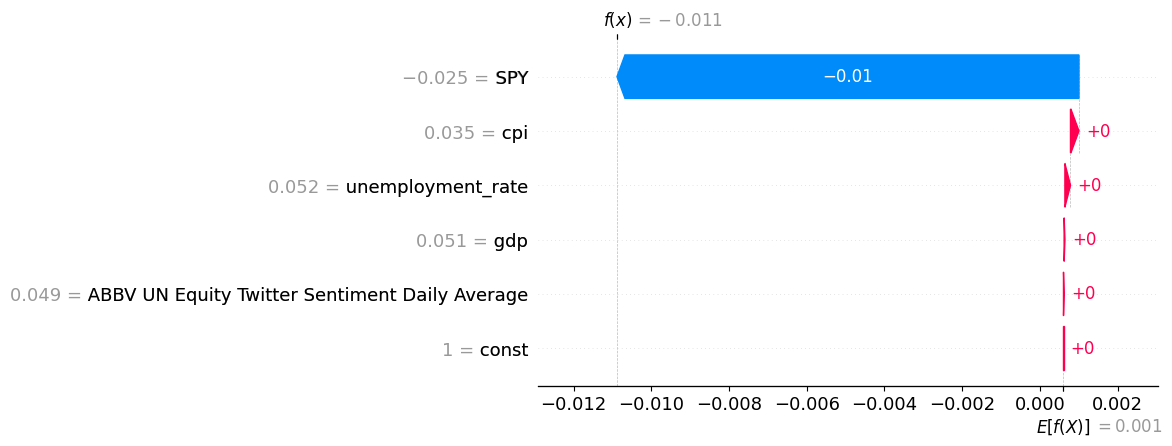 f(x) = −0.011
−0.025 = SPY
−0.01
0.035 = cpi
+0
0.052 = unemployment_rate
+0
0.051 = gdp
+0
0.049 = ABBV UN Equity Twitter Sentiment Daily Average
+0
1 = const
+0
−0.012 −0.010 −0.008 −0.006 −0.004 −0.002 0.000 0.002
E[f(X)] = 0.001